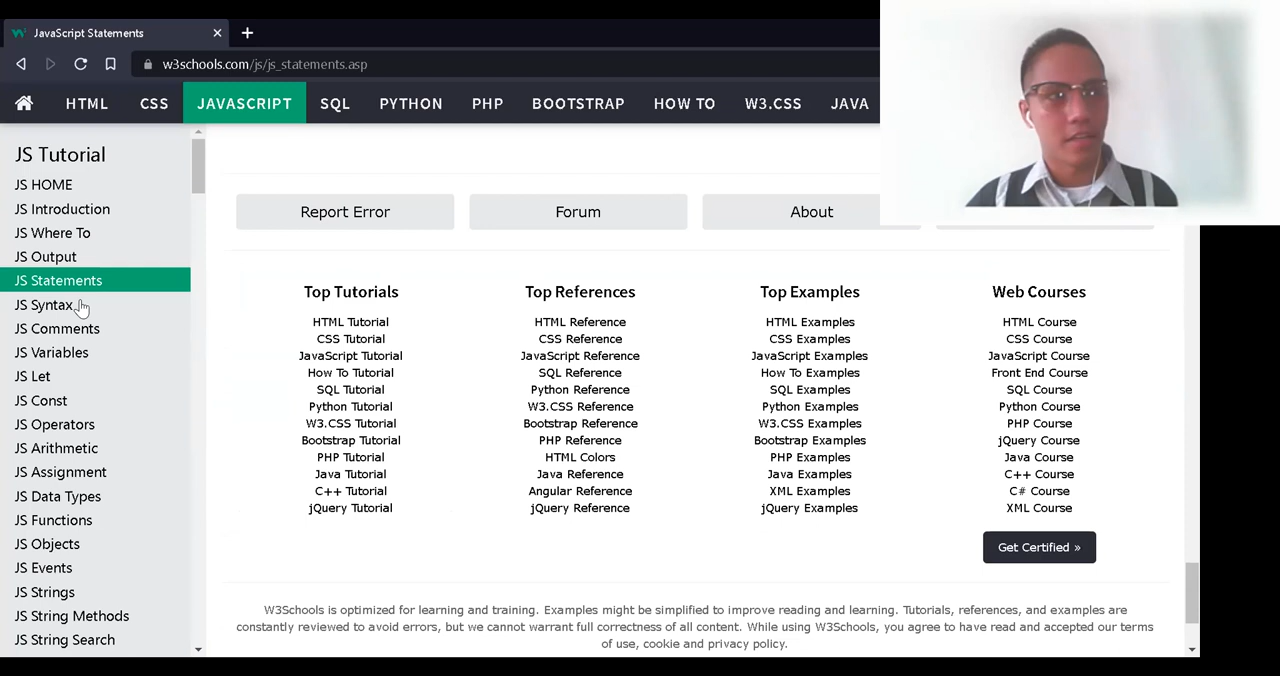 JavaScript Statements
w3schools.com/js/js_statements.asp
HTML CSS JAVASCRIPT SQL PYTHON PHP BOOTSTRAP HOW TO W3.CSS JAVA
JS Tutorial
JS HOME
JS Introduction
JS Where To
JS Output
JS Statements
JS Syntax
JS Comments
JS Variables
JS Let
JS Const
JS Operators
JS Arithmetic
JS Assignment
JS Data Types
JS Functions
JS Objects
JS Events
JS Strings
JS String Methods
JS String Search
Report Error
Forum
About
Top Tutorials
HTML Tutorial
CSS Tutorial
JavaScript Tutorial
How To Tutorial
SQL Tutorial
Python Tutorial
W3.CSS Tutorial
Bootstrap Tutorial
PHP Tutorial
Java Tutorial
C++ Tutorial
jQuery Tutorial
Top References
HTML Reference
CSS Reference
JavaScript Reference
SQL Reference
Python Reference
W3.CSS Reference
Bootstrap Reference
PHP Reference
HTML Colors
Java Reference
Angular Reference
jQuery Reference
Top Examples
HTML Examples
CSS Examples
JavaScript Examples
How To Examples
SQL Examples
Python Examples
W3.CSS Examples
Bootstrap Examples
PHP Examples
Java Examples
XML Examples
jQuery Examples
Web Courses
HTML Course
CSS Course
JavaScript Course
Front End Course
SQL Course
Python Course
PHP Course
jQuery Course
Java Course
C++ Course
C# Course
XML Course
Get Certified »
W3Schools is optimized for learning and training. Examples might be simplified to improve reading and learning. Tutorials, references, and examples are
constantly reviewed to avoid errors, but we cannot warrant full correctness of all content. While using W3Schools, you agree to have read and accepted our terms
of use, cookie and privacy policy.